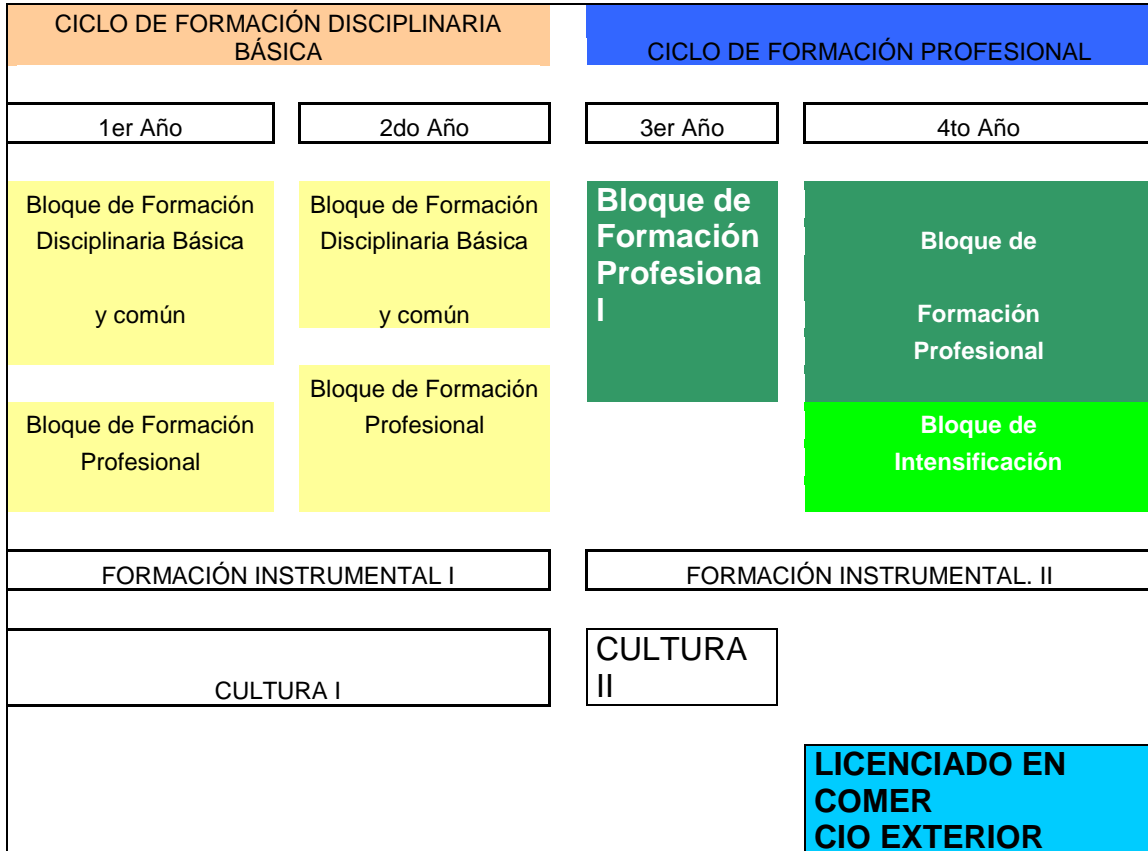 CICLO DE FORMACIÓN DISCIPLINARIA
BÁSICA
CICLO DE FORMACIÓN PROFESIONAL
1er Año
2do Año
3er Año
4to Año
Bloque de Formación
Disciplinaria Básica
y común
Bloque de Formación
Profesional
Bloque de Formación
Disciplinaria Básica
y común
Bloque de Formación
Profesional
Bloque de
Formación
Profesiona
l
Bloque de
Formación
Profesional
Bloque de
Intensificación
FORMACIÓN INSTRUMENTAL I
FORMACIÓN INSTRUMENTAL. II
CULTURA I
CULTURA
II
LICENCIADO EN
COMER
CIO EXTERIOR